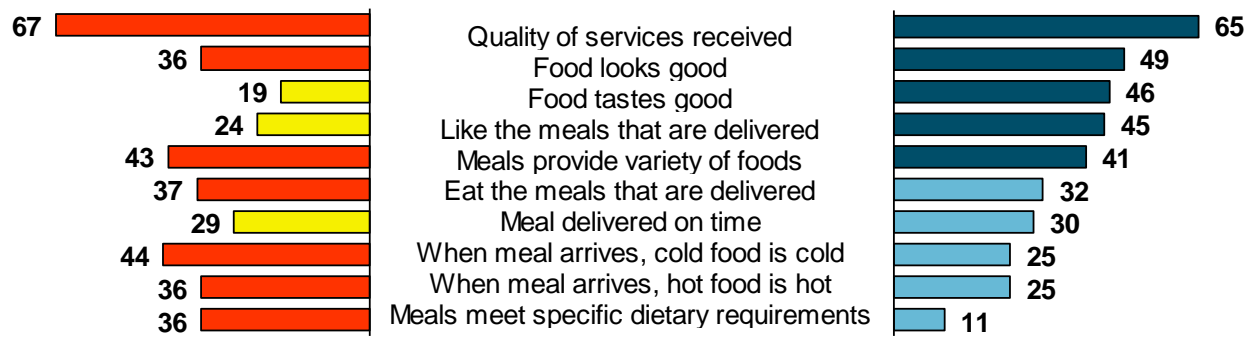 67 Quality of services received 65
36 Food looks good 49
19 Food tastes good 46
24 Like the meals that are delivered 45
43 Meals provide variety of foods 41
37 Eat the meals that are delivered 32
29 Meal delivered on time 30
44 When meal arrives, cold food is cold 25
36 When meal arrives, hot food is hot 25
36 Meals meet specific dietary requirements 11